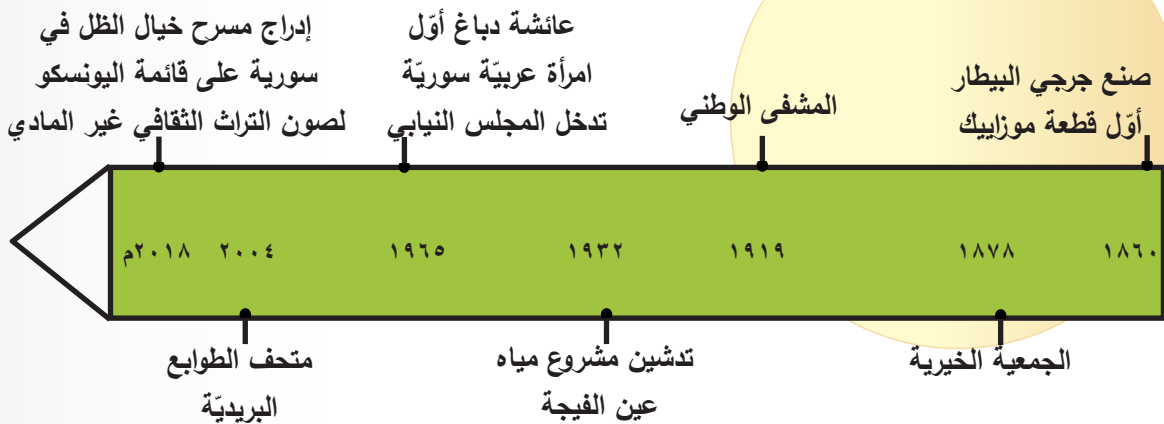 صنع جرجي البيطار
أوّل قطعة موزاييك
المشفى الوطني
عائشة دباغ أوّل
امرأة عربيّة سوريّة
تدخل المجلس النيابي
إدراج مسرح خيال الظل في
سورية على قائمة اليونسكو
لصون التراث الثقافي غير المادي
١٨٦٠ ١٨٧٨ ١٩١٩ ١٩٣٢ ١٩٦٥ ٢٠٠٤ ٢٠١٨م
الجمعية الخيرية
تدشين مشروع مياه
عين الفيجة
متحف الطوابع
البريديّة